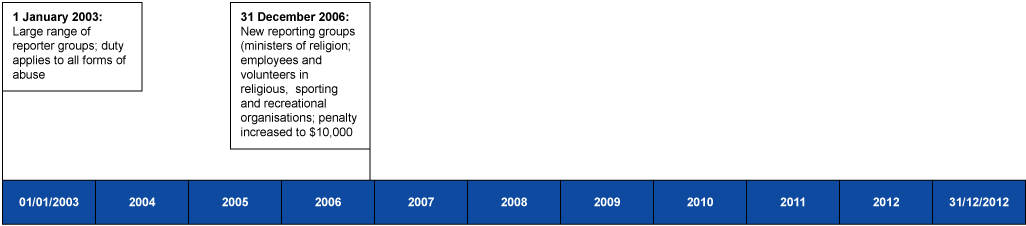 1 January 2003:
Large range of
reporter groups; duty
applies to all forms of
abuse
31 December 2006:
New reporting groups
(ministers of religion;
employees and
volunteers in
religious, sporting
and recreational
organisations; penalty
increased to $10,000
01/01/2003 2004 2005 2006 2007 2008 2009 2010 2011 2012 31/12/2012